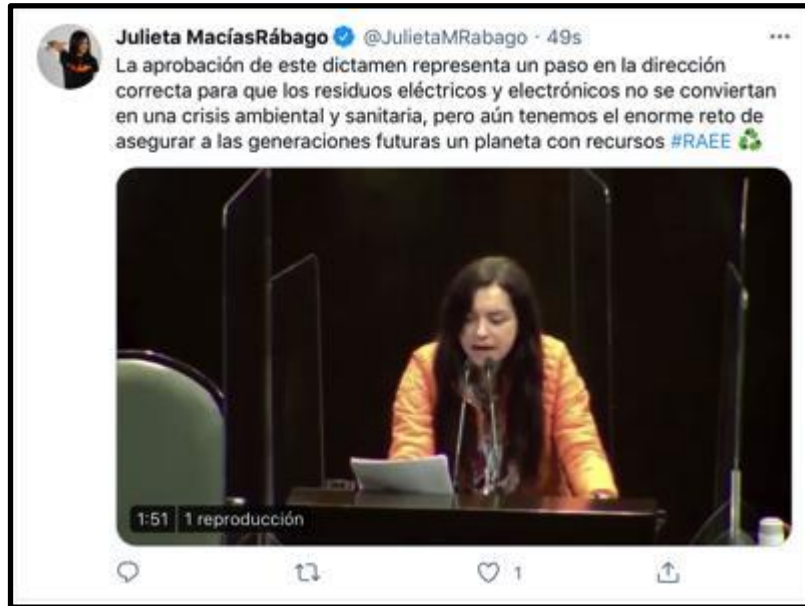 Julieta MacíasRábago @JulietaMRabago · 49s
La aprobación de este dictamen representa un paso en la dirección
correcta para que los residuos eléctricos y electrónicos no se conviertan
en una crisis ambiental y sanitaria, pero aún tenemos el enorme reto de
asegurar a las generaciones futuras un planeta con recursos #RAEE
1:51 1 reproducción
1